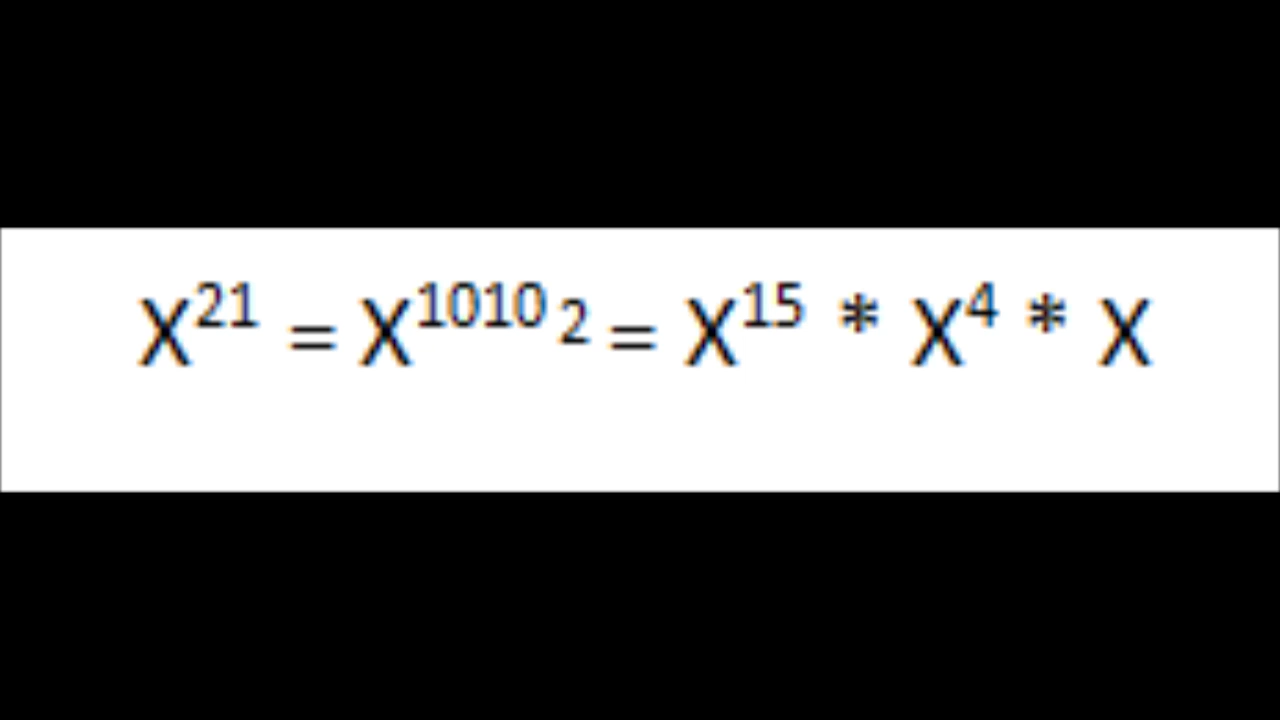 X²¹ = X¹⁰¹⁰ ₂ = X¹⁵ * X⁴ * X